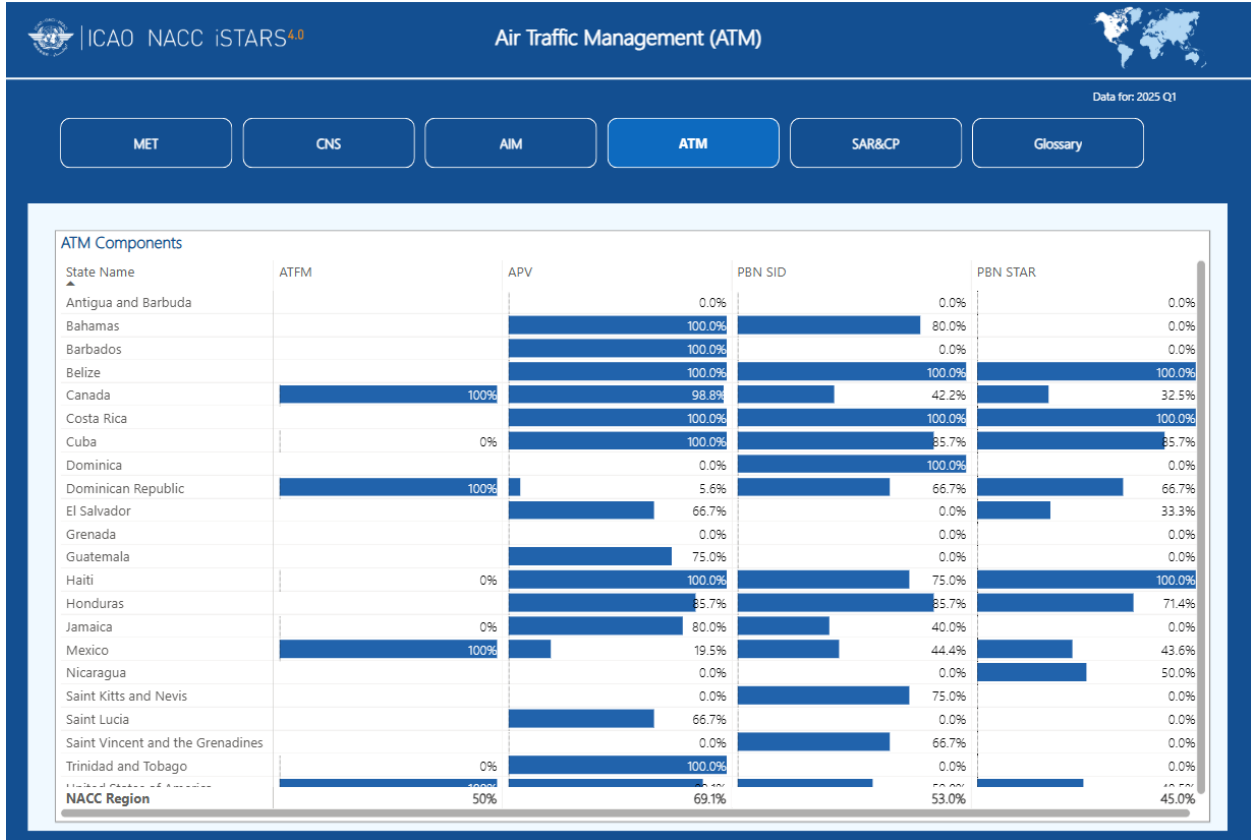 ICAO NACC iSTARS4.0
Air Traffic Management (ATM)
Data for: 2025 Q1
MET CNS AIM ATM SAR&CP Glossary
ATM Components
State Name ATFM APV PBN SID PBN STAR
Antigua and Barbuda 0.0% 0.0% 0.0%
Bahamas 100.0% 80.0% 0.0%
Barbados 100.0% 0.0% 0.0%
Belize 100.0% 100.0% 100.0%
Canada 100% 98.8% 42.2% 32.5%
Costa Rica 100.0% 100.0% 100.0%
Cuba 0% 100.0% 85.7% 85.7%
Dominica 0.0% 100.0% 0.0%
Dominican Republic 100% 5.6% 66.7% 66.7%
El Salvador 66.7% 0.0% 33.3%
Grenada 0.0% 0.0% 0.0%
Guatemala 75.0% 0.0% 0.0%
Haiti 0% 100.0% 75.0% 100.0%
Honduras 85.7% 85.7% 71.4%
Jamaica 0% 80.0% 40.0% 0.0%
Mexico 100% 19.5% 44.4% 43.6%
Nicaragua 0.0% 0.0% 50.0%
Saint Kitts and Nevis 0.0% 75.0% 0.0%
Saint Lucia 66.7% 0.0% 0.0%
Saint Vincent and the Grenadines 0.0% 66.7% 0.0%
Trinidad and Tobago 0% 100.0% 0.0% 0.0%
United States of America 100%
NACC Region 50% 69.1% 53.0% 45.0%